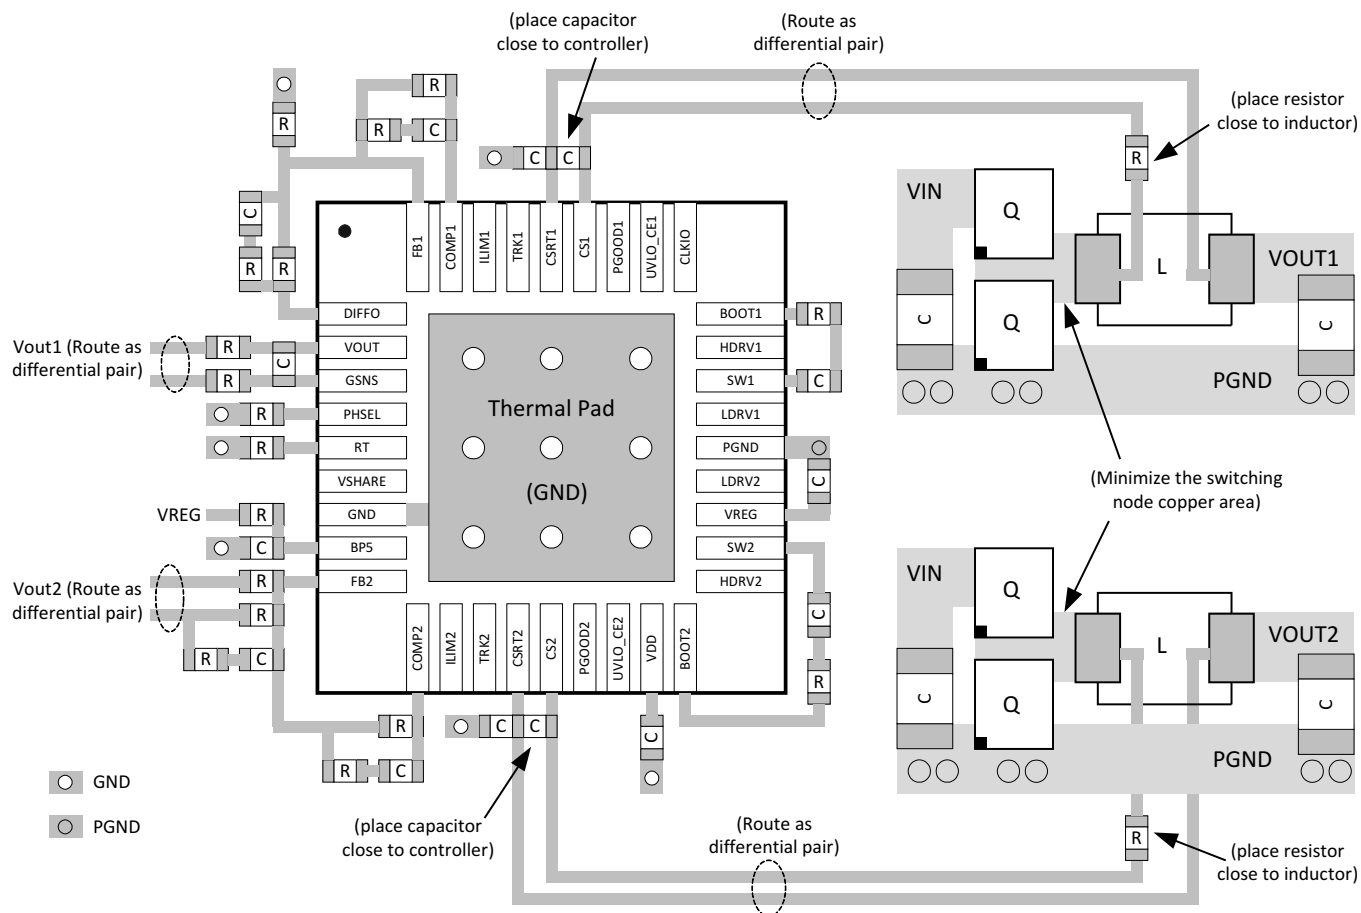 (place capacitor
close to controller)
(Route as
differential pair)
(place resistor
close to inductor)
R
R C
R
C C
R
C
R R
FB1
COMP1
ILIM1
TRK1
CSRT1
CS1
PGOOD1
UVLO_CE1
CLKIO
VIN
Q
L
VOUT1
Q
C
C
PGND
Vout1 (Route as
differential pair)
R
C
R
R
R
DIFFO
VOUT
GSNS
PHSEL
RT
VSHARE
GND
BP5
FB2
Thermal Pad
(GND)
BOOT1
HDRV1
SW1
LDRV1
PGND
LDRV2
VREG
SW2
HDRV2
R
C
C
C
R
(Minimize the switching
node copper area)
VREG
R
C
Vout2 (Route as
differential pair)
R
R
R C
COMP2
ILIM2
TRK2
CSRT2
CS2
PGOOD2
UVLO_CE2
VDD
BOOT2
VIN
Q
L
VOUT2
Q
C
C
PGND
R
R C
C C
C
GND
PGND
(place capacitor
close to controller)
(Route as
differential pair)
R
(place resistor
close to inductor)